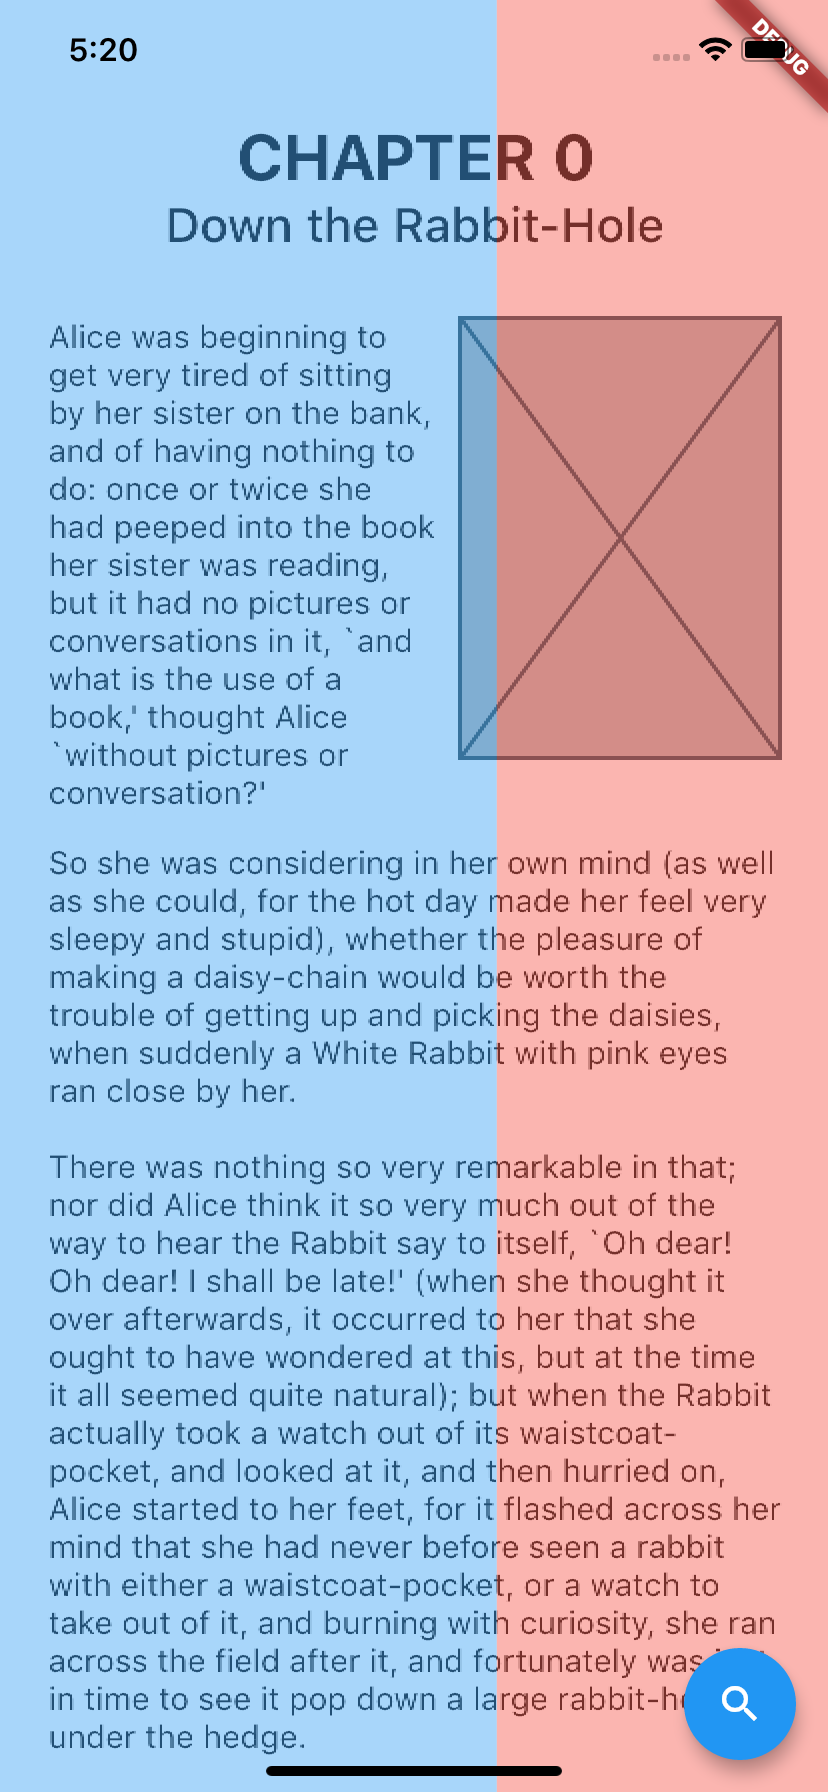 5:20
DEBUG
CHAPTER 0
Down the Rabbit-Hole
Alice was beginning to
get very tired of sitting
by her sister on the bank,
and of having nothing to
do: once or twice she
had peeped into the book
her sister was reading,
but it had no pictures or
conversations in it, `and
what is the use of a
book,' thought Alice
`without pictures or
conversation?'
So she was considering in her own mind (as well
as she could, for the hot day made her feel very
sleepy and stupid), whether the pleasure of
making a daisy-chain would be worth the
trouble of getting up and picking the daisies,
when suddenly a White Rabbit with pink eyes
ran close by her.
There was nothing so very remarkable in that;
nor did Alice think it so very much out of the
way to hear the Rabbit say to itself, `Oh dear!
Oh dear! I shall be late!' (when she thought it
over afterwards, it occurred to her that she
ought to have wondered at this, but at the time
it all seemed quite natural); but when the Rabbit
actually took a watch out of its waistcoat-
pocket, and looked at it, and then hurried on,
Alice started to her feet, for it flashed across her
mind that she had never before seen a rabbit
with either a waistcoat-pocket, or a watch to
take out of it, and burning with curiosity, she ran
across the field after it, and fortunately was
in time to see it pop down a large
under the hedge.